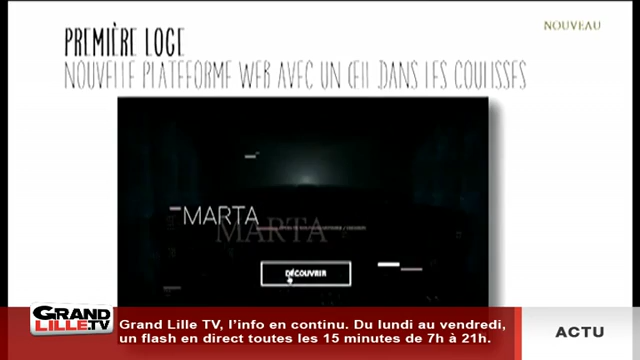 NOUVEAU
PREMIÈRE LOGE
NOUVELLE PLATEFORME WEB AVEC UN ŒIL DANS LES COULISSES
MARTA
MARTA
DÉCOUVRIR
GRAND
LILLE TV
Grand Lille TV, l'info en continu. Du lundi au vendredi,
un flash en direct toutes les 15 minutes de 7h à 21h.
ACTU